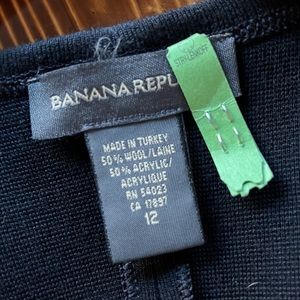 BANANA REPU
MADE IN TURKEY
50% WOOL/LAINE
50% ACRYLIC/
ACRYLIQUE
RN 54023
CA 17897
12